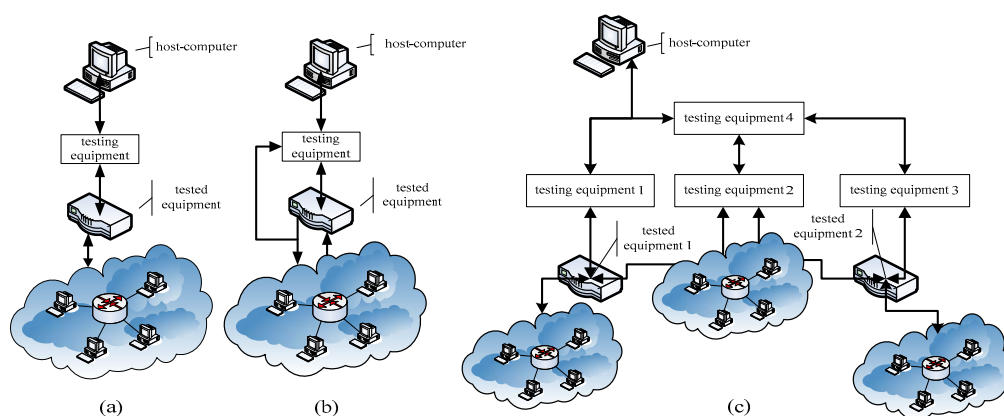 host-computer
testing
equipment
tested
equipment
(a)
host-computer
testing
equipment
tested
equipment
(b)
host-computer
testing equipment 4
testing equipment 1
testing equipment 2
testing equipment 3
tested
equipment 1
tested
equipment 2
(c)